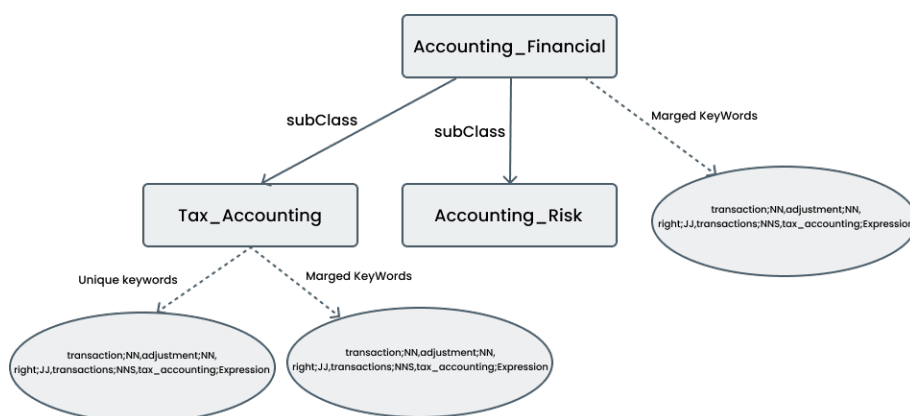 Accounting_Financial
subClass
subClass
Marged KeyWords
Tax_Accounting
Accounting_Risk
transaction;NN,adjustment;NN,
right;JJ,transactions;NNS,tax_accounting;Expression
Unique keywords
Marged KeyWords
transaction;NN,adjustment;NN,
right;JJ,transactions;NNS,tax_accounting;Expression
transaction;NN,adjustment;NN,
right;JJ,transactions;NNS,tax_accounting;Expression